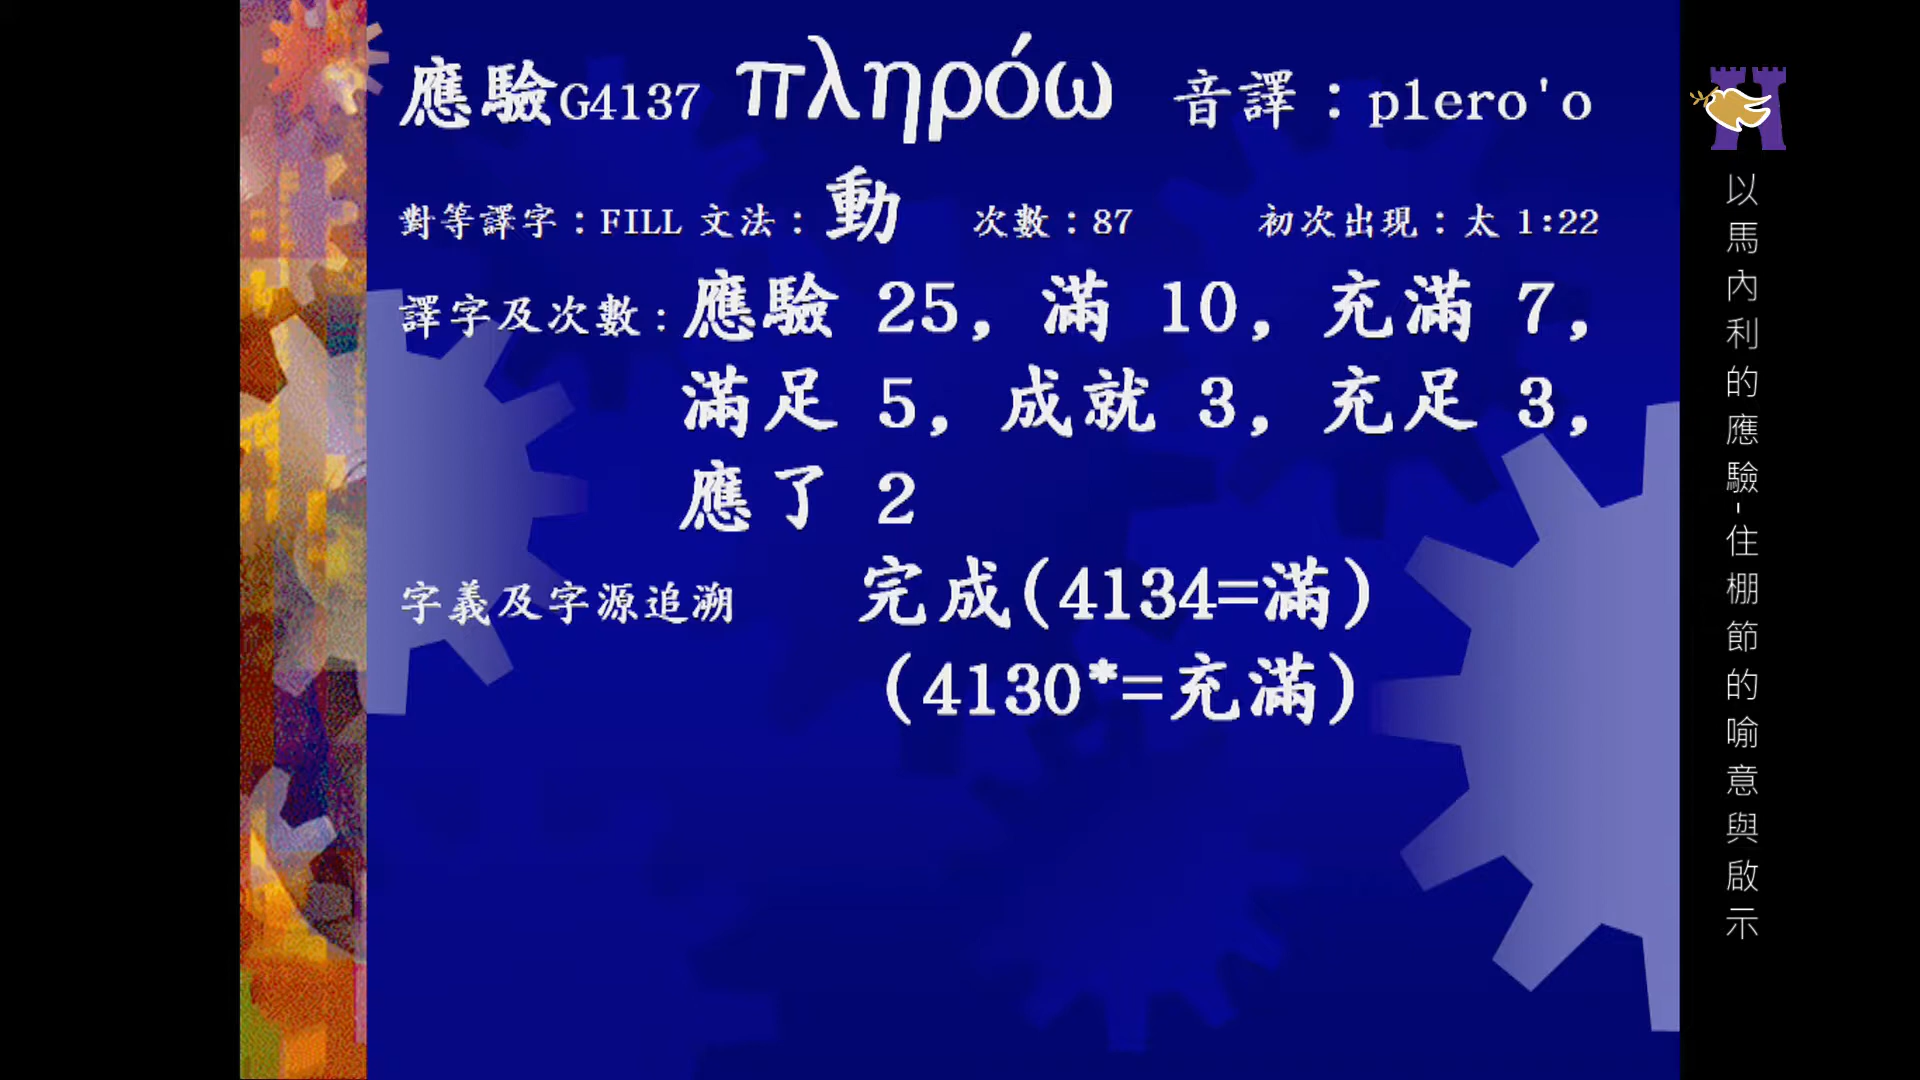 應驗G4137 πληρόω 音譯：plero'o
對等譯字：FILL 文法：動 次數：87 初次出現：太 1:22
譯字及次數：應驗 25，滿 10，充滿 7，
滿足 5，成就 3，充足 3，
應了 2
字義及字源追溯 完成(4134=滿)
(4130*=充滿)
以馬內利的應驗-住棚節的喻意與啟示